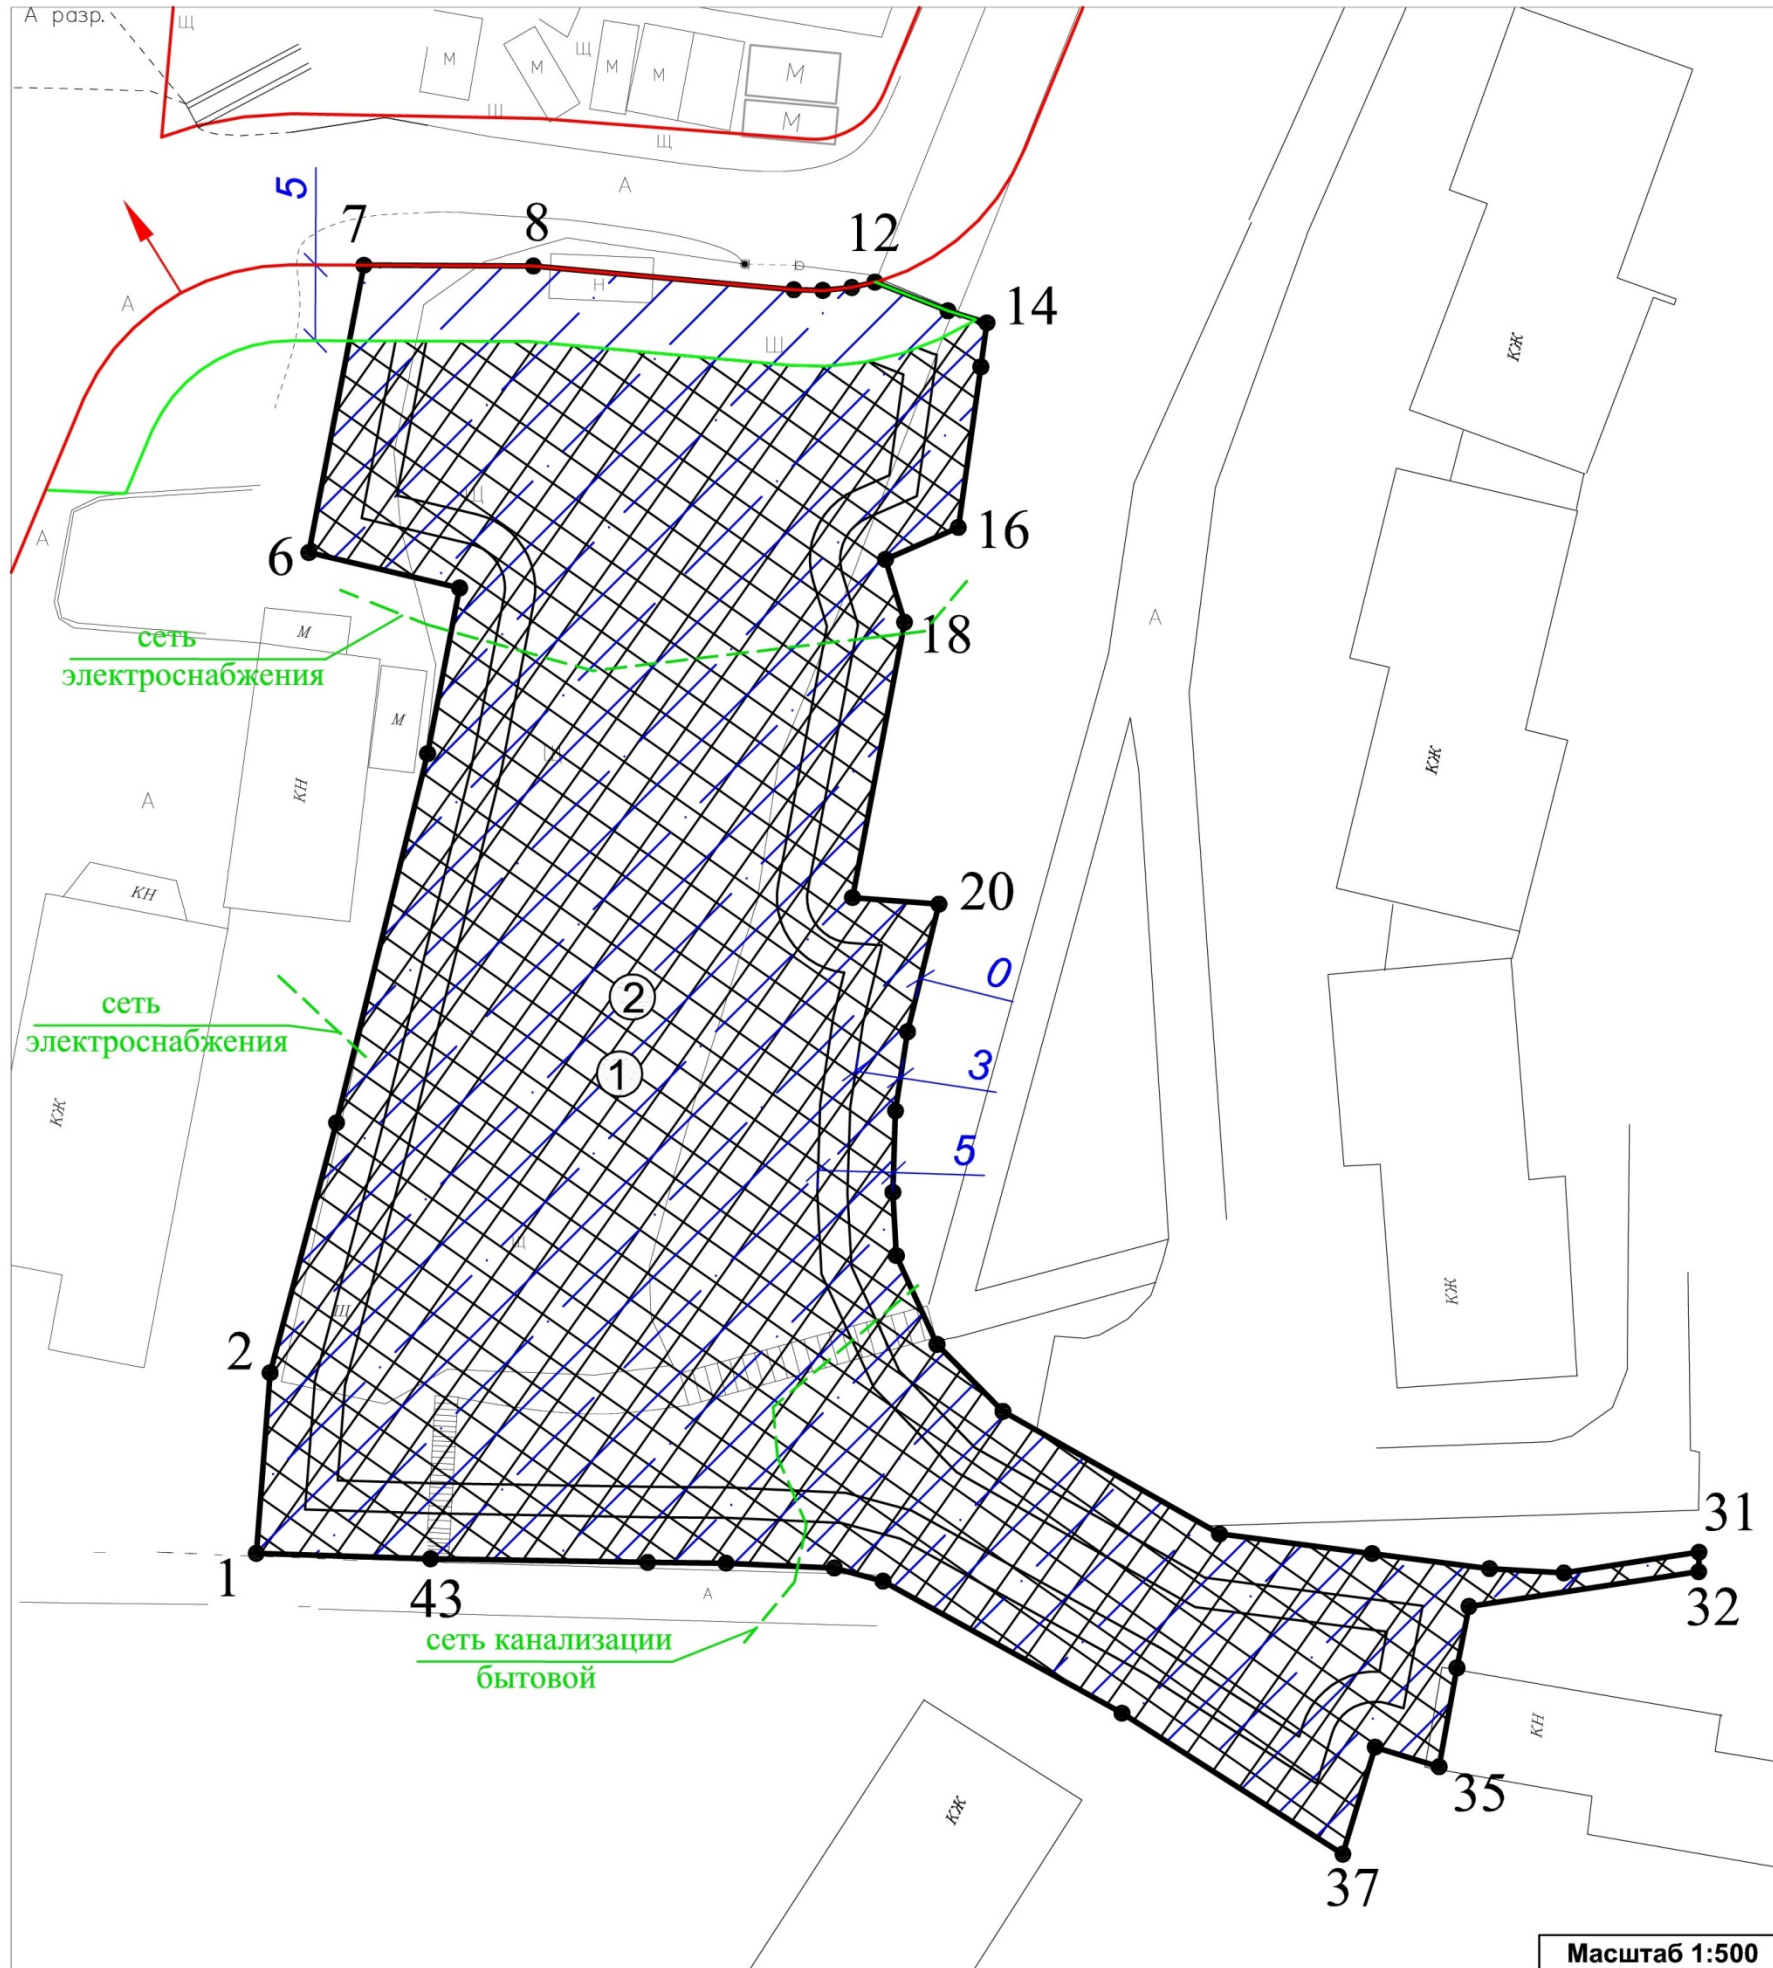 А разр.
Щ
М
М
Щ
М
М
М
М
Щ
Щ
А
5
7
8
12
А
Н
14
Щ
КЖ
Щ
16
А
6
18
А
М
сеть
электроснабжения
М
Щ
КЖ
КН
А
КН
20
0
2
сеть
электроснабжения
3
1
КЖ
5
Щ
КЖ
Щ
2
31
1
43
А
32
сеть канализации
бытовой
КН
35
КЖ
37
Масштаб 1:500